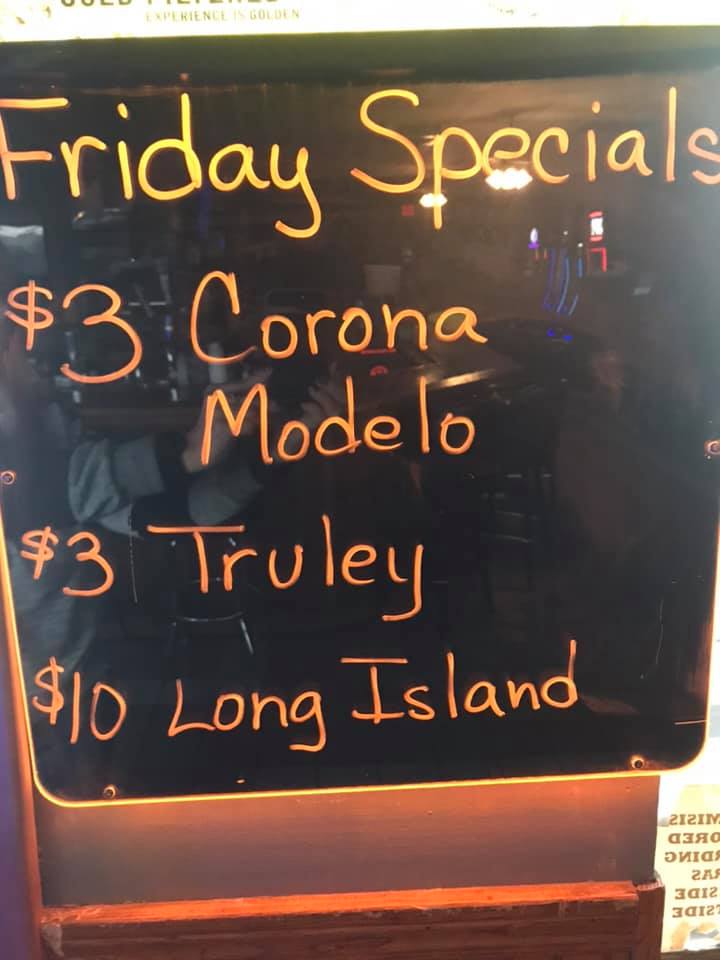 EXPERIENCE IS GOLDEN
Friday Specials
$3 Corona
Modelo
$3 Truley
$10 Long Island